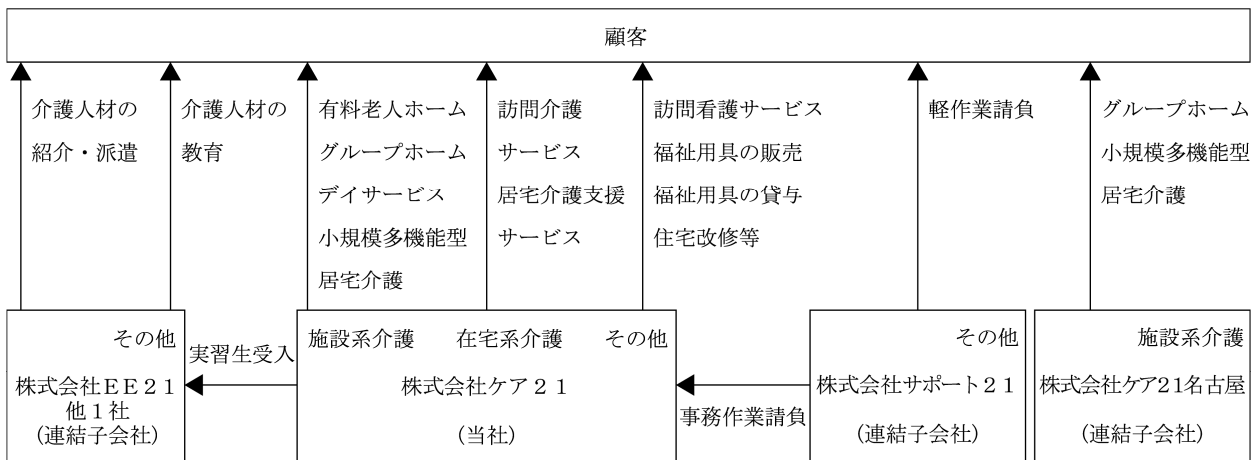 顧客
介護人材の
紹介・派遣
介護人材の
教育
有料老人ホーム
グループホーム
デイサービス
小規模多機能型
居宅介護
訪問介護
サービス
居宅介護支援
サービス
訪問看護サービス
福祉用具の販売
福祉用具の貸与
住宅改修等
軽作業請負
グループホーム
小規模多機能型
居宅介護
その他
株式会社ＥＥ２１
他１社
(連結子会社)
実習生受入
施設系介護 在宅系介護 その他
株式会社ケア２１
(当社)
事務作業請負
その他
株式会社サポート２１
(連結子会社)
施設系介護
株式会社ケア21名古屋
(連結子会社)